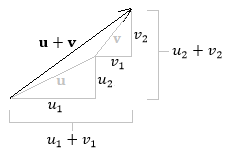 u + v
v
v₂
u₂ + v₂
v₁
u
u₂
u₁
u₁ + v₁